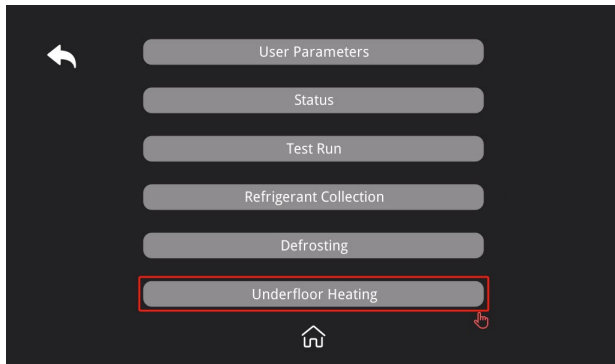 User Parameters
Status
Test Run
Refrigerant Collection
Defrosting
Underfloor Heating